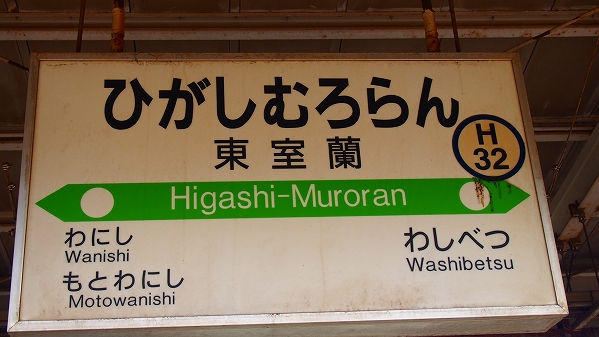 ひがしむろらん
東室蘭
H
32
Higashi-Muroran
わにし
Wanishi
もとわにし
Motowanishi
わしべつ
Washibetsu